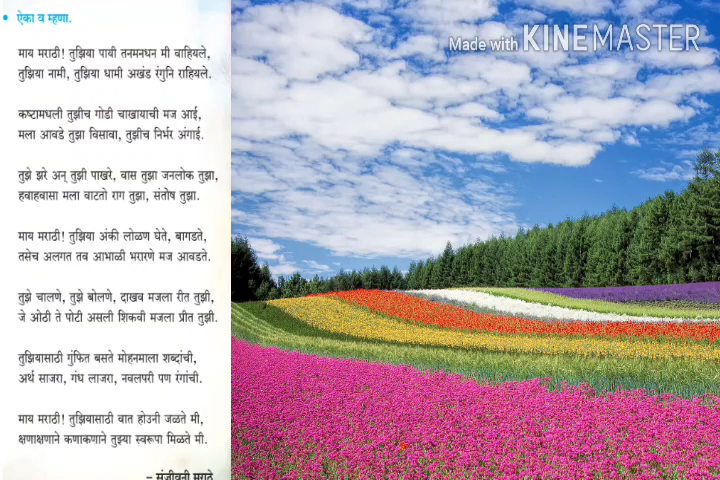 • ऐका व म्हणा.
माय मराठी! तुझिया पायी तनमनधन मी वाहियले,
तुझिया नामी, तुझिया धामी अखंड रंगुनि राहियले.
कष्टामधली तुझीच गोडी चाखायाची मज आई,
मला आवडे तुझा विसावा, तुझीच निर्भर अंगाई.
तुझे झरे अन् तुझी पाखरे, वास तुझा जनलोक तुझा,
हवाहवासा मला वाटतो राग तुझा, संतोष तुझा.
माय मराठी! तुझिया अंकी लोळण घेते, बागडते,
तसेच अलगत तव आभाळी भरारणे मज आवडते.
तुझे चालणे, तुझे बोलणे, दाखव मजला रीत तुझी,
जे ओठी ते पोटी असली शिकवी मजला प्रीत तुझी.
तुझियासाठी गुंफित बसते मोहनमाला शब्दांची,
अर्थ साजरा, गंध लाजरा, नवलपरी पण रंगांची.
माय मराठी! तुझियासाठी वात होउनी जळते मी,
क्षणाक्षणाने कणाकणाने तुझ्या स्वरूपा मिळते मी.
– संजीवनी मराठे
Made with KINEMASTER